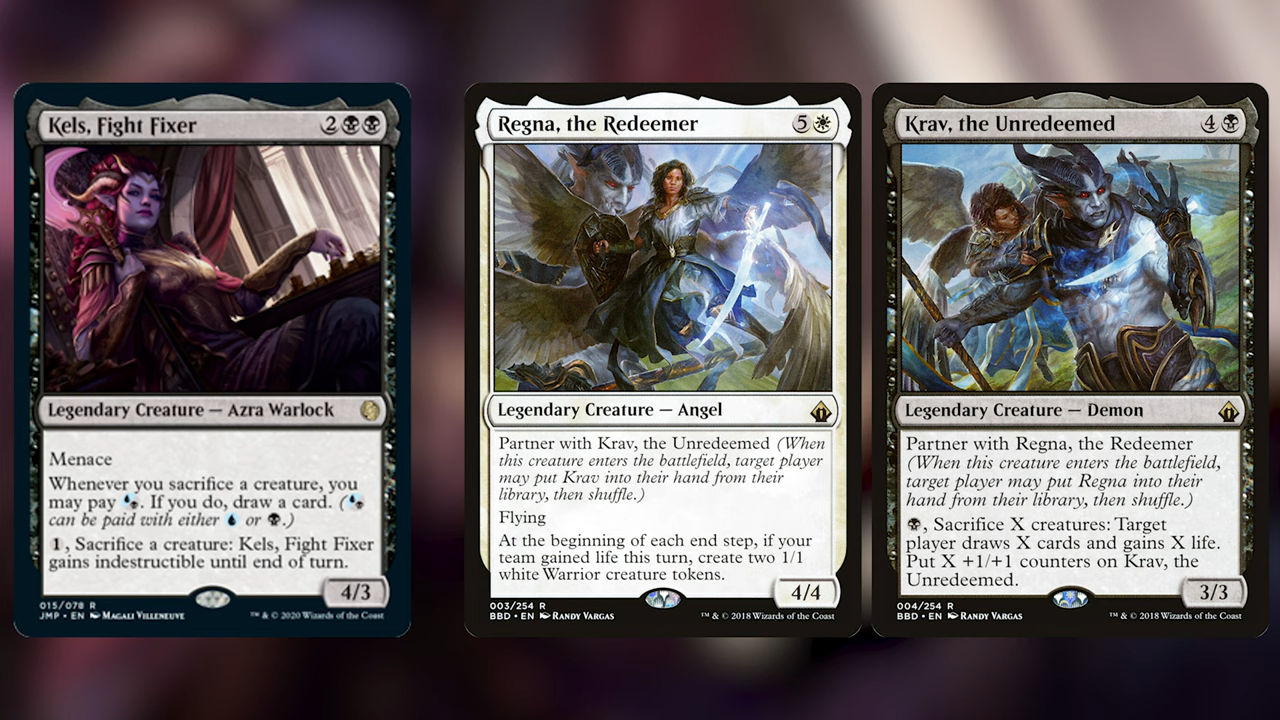 Kels, Fight Fixer 2
Legendary Creature — Azra Warlock
Menace
Whenever you sacrifice a creature, you
may pay . If you do, draw a card. (
can be paid with either or .)
1, Sacrifice a creature: Kels, Fight Fixer
gains indestructible until end of turn.
4/3
015/078 R
JMP • EN Magali Villeneuve
™ & © 2020 Wizards of the Coast
Regna, the Redeemer 5
Legendary Creature — Angel
Partner with Krav, the Unredeemed (When
this creature enters the battlefield, target player
may put Krav into their hand from their
library, then shuffle.)
Flying
At the beginning of each end step, if your
team gained life this turn, create two 1/1
white Warrior creature tokens.
4/4
003/254 R
BBD • EN Randy Vargas
™ & © 2018 Wizards of the Coast
Krav, the Unredeemed 4
Legendary Creature — Demon
Partner with Regna, the Redeemer
(When this creature enters the battlefield,
target player may put Regna into their
hand from their library, then shuffle.)
, Sacrifice X creatures: Target
player draws X cards and gains X life.
Put X +1/+1 counters on Krav, the
Unredeemed.
3/3
004/254 R
BBD • EN Randy Vargas
™ & © 2018 Wizards of the Coast